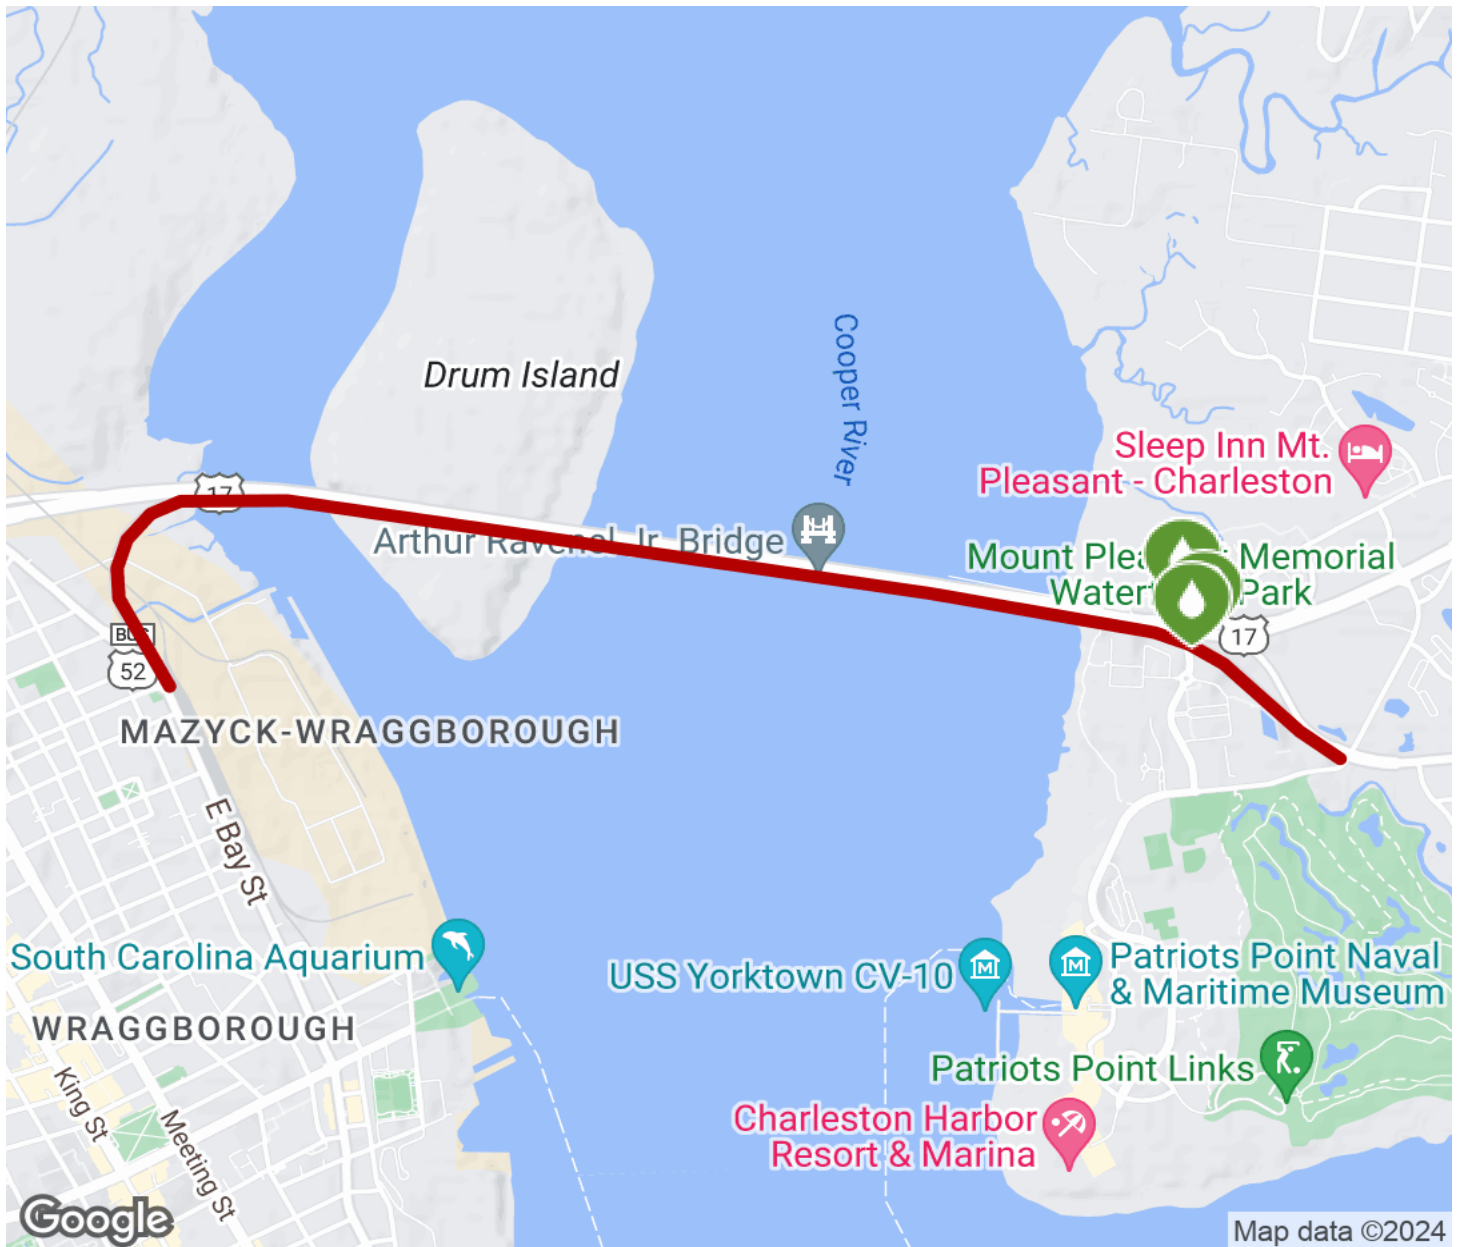 Cooper River
Drum Island
Sleep Inn Mt.
Pleasant - Charleston
17
Arthur Ravenel Jr. Bridge
Mount Memorial
Park
17
BUS
52
MAZYCK-WRAGGBOROUGH
E Bay St
South Carolina Aquarium
USS Yorktown CV-10
Patriots Point Naval
& Maritime Museum
WRAGGBOROUGH
Patriots Point Links
King St
Meeting St
Charleston Harbor
Resort & Marina
Google
Map data ©2024